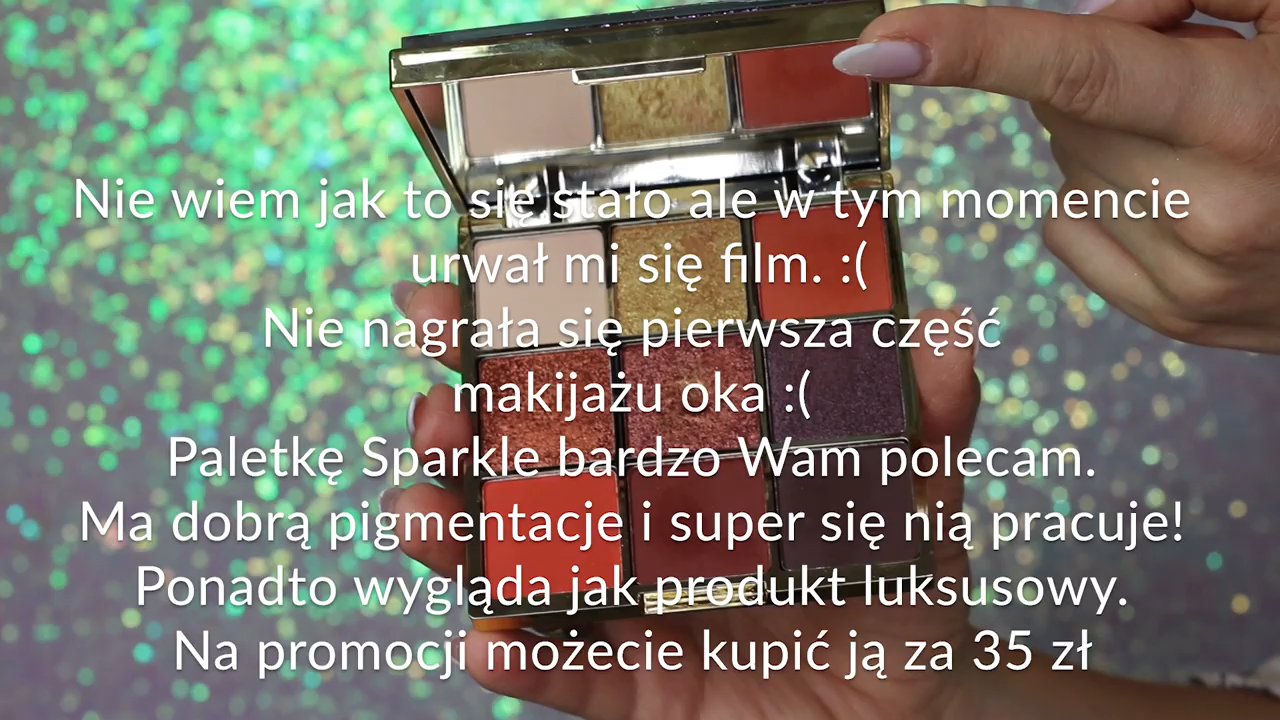 Nie wiem jak to się stało ale w tym momencie
urwał mi się film. :(
Nie nagrała się pierwsza część
makijażu oka :(
Paletkę Sparkle bardzo Wam polecam.
Ma dobrą pigmentacje i super się nią pracuje!
Ponadto wygląda jak produkt luksusowy.
Na promocji możecie kupić ją za 35 zł